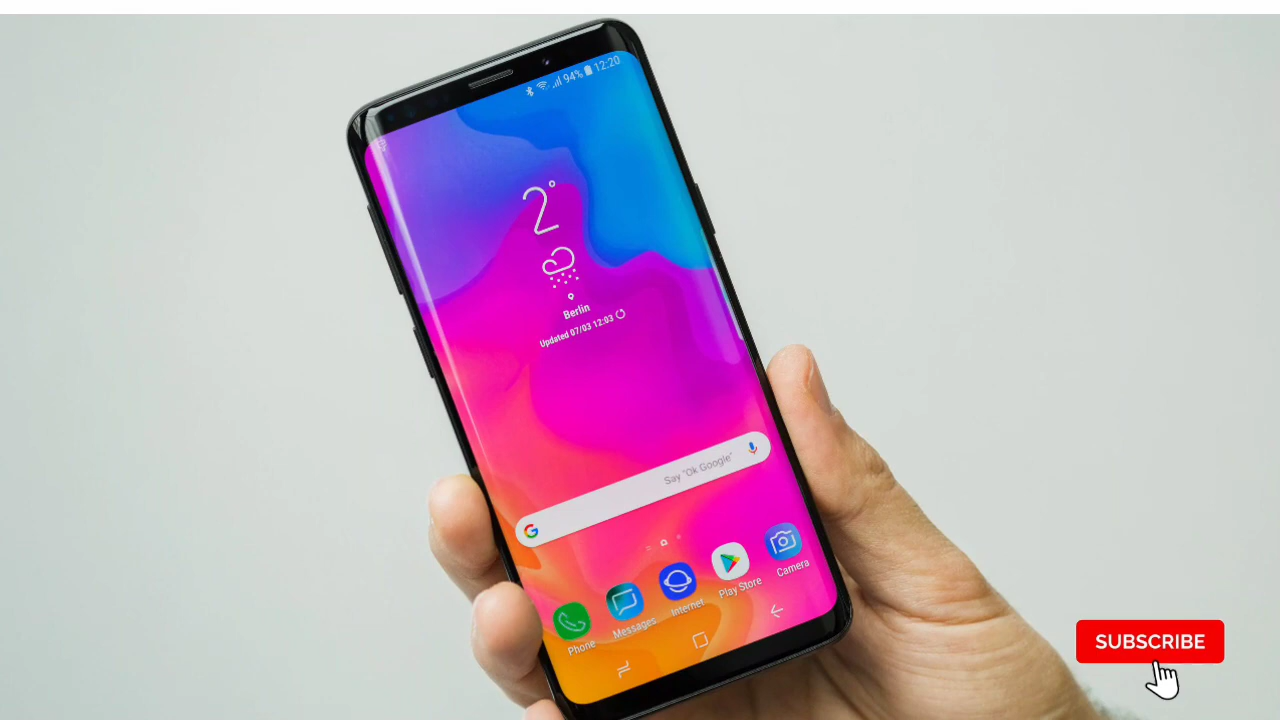 94% 12:20
2°
Berlin
Updated 07/03 12:03
Say "Ok Google"
G
Phone
Messages
Internet
Play Store
Camera
SUBSCRIBE